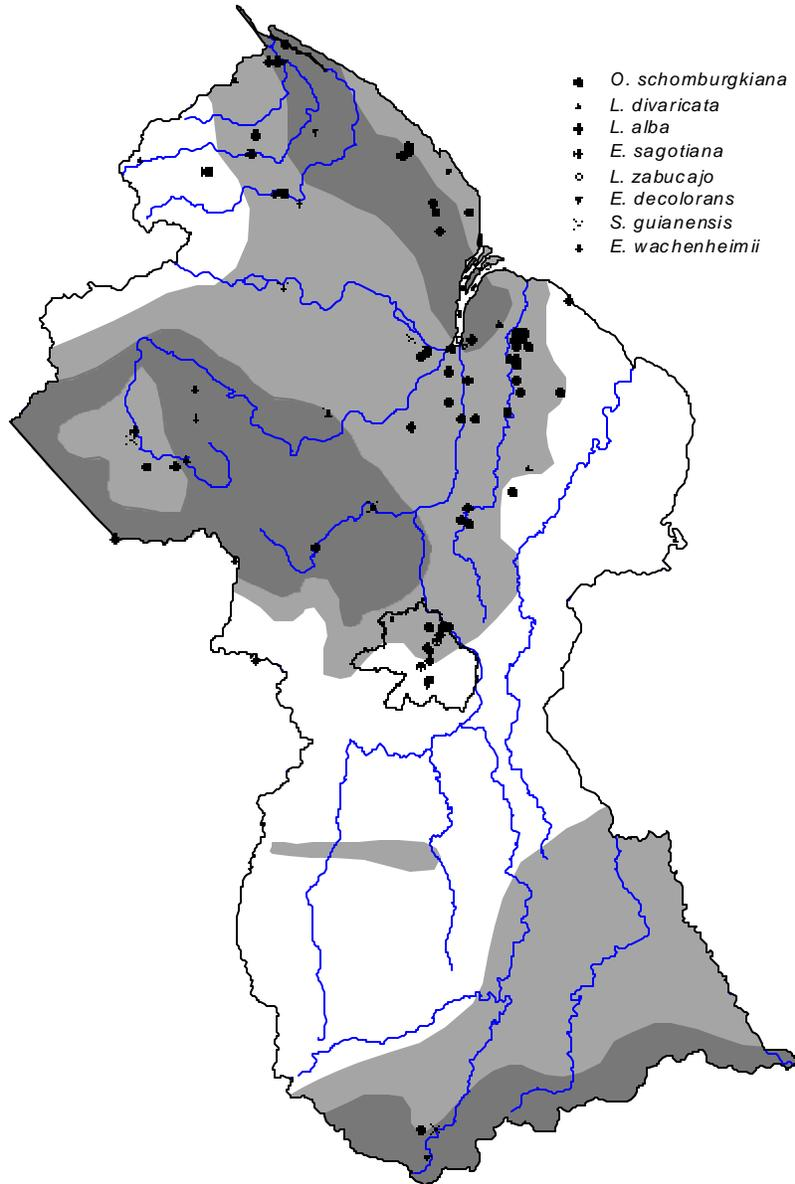 O. schomburgkiana
L. divaricata
L. alba
E. sagotiana
L. zabucajo
E. decolorans
S. guianensis
E. wachenheimii